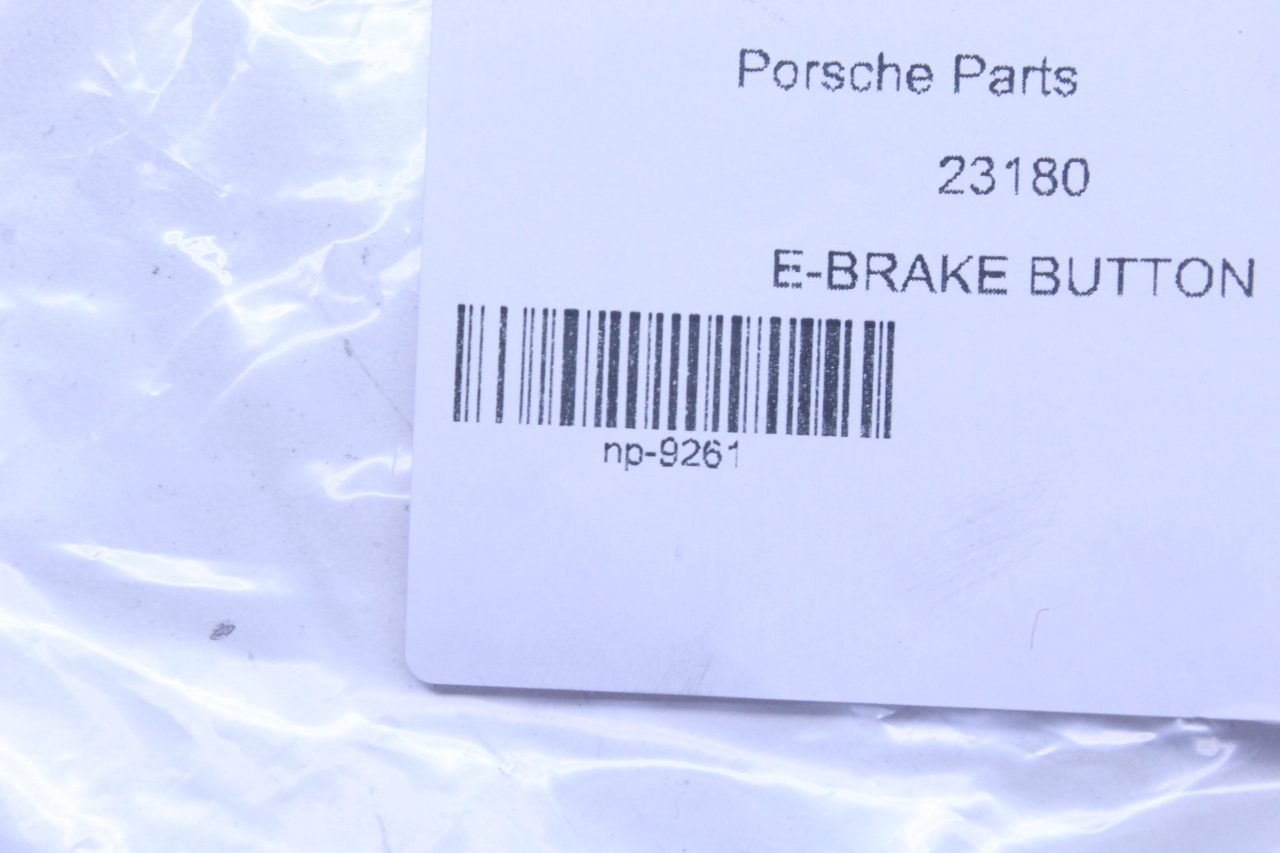 Porsche Parts
23180
E-BRAKE BUTTON
np-9261